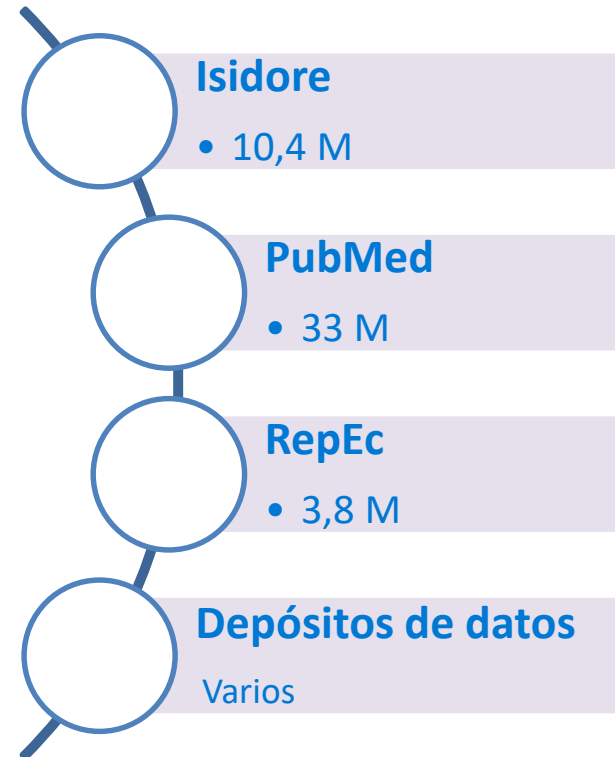 Isidore
• 10,4 M
PubMed
• 33 M
RepEc
• 3,8 M
Depósitos de datos
Varios